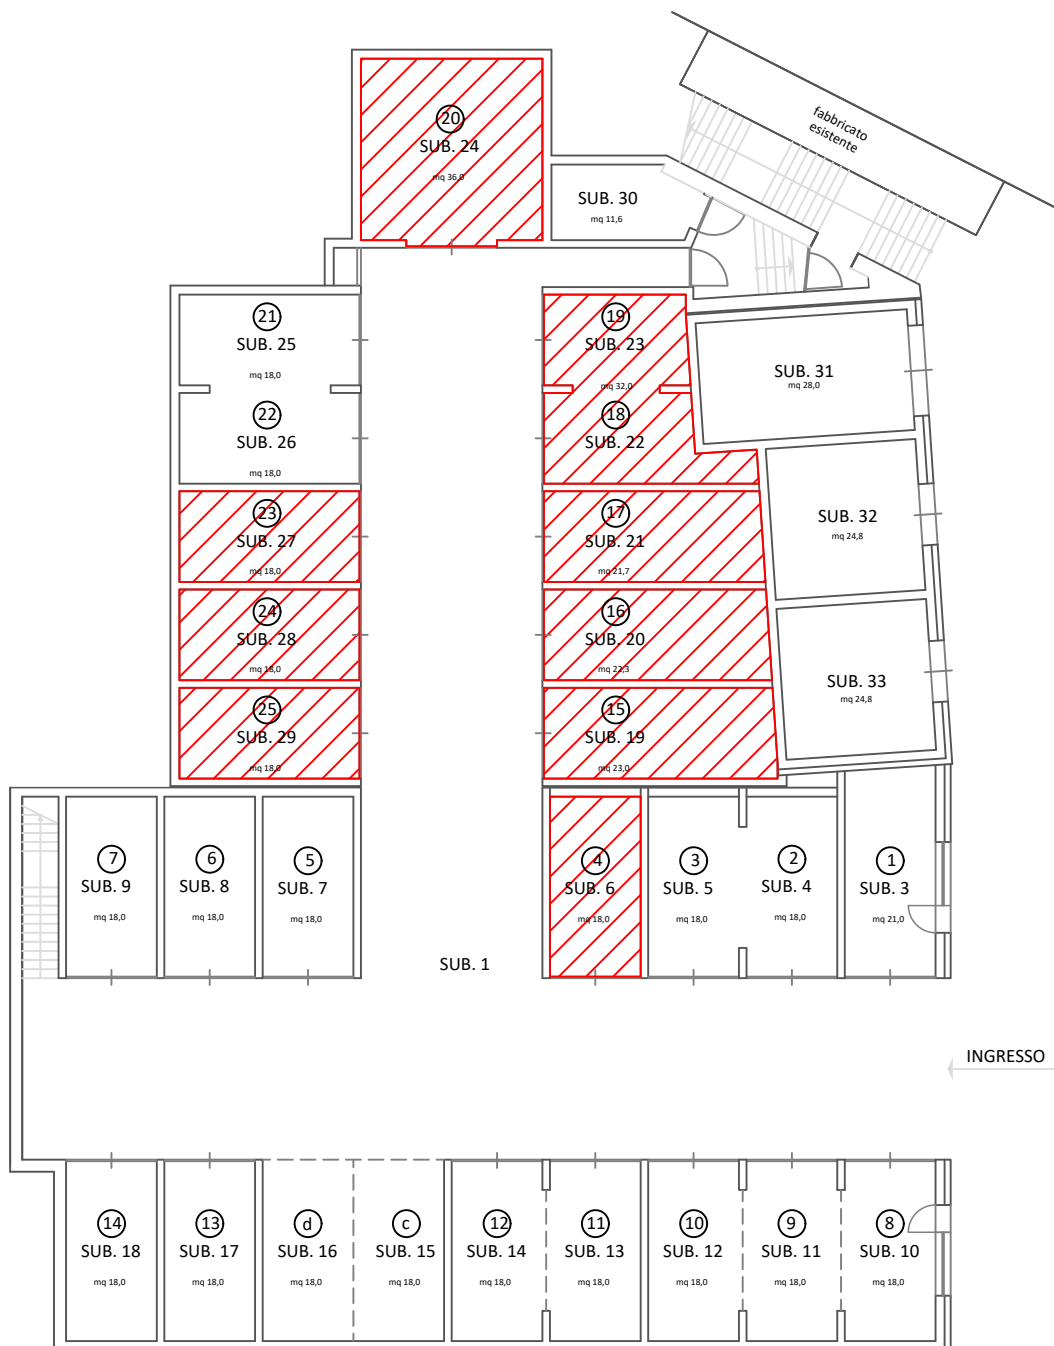 fabbricato
esistente
20
SUB. 24
mq 36,0
SUB. 30
mq 11,6
21
SUB. 25
mq 18,0
19
SUB. 23
mq 32,0
SUB. 31
mq 28,0
22
SUB. 26
mq 18,0
18
SUB. 22
23
SUB. 27
mq 18,0
17
SUB. 21
mq 21,7
SUB. 32
mq 24,8
24
SUB. 28
mq 18,0
16
SUB. 20
mq 22,3
SUB. 33
mq 24,8
25
SUB. 29
mq 18,0
15
SUB. 19
mq 23,0
7
SUB. 9
mq 18,0
6
SUB. 8
mq 18,0
5
SUB. 7
mq 18,0
4
SUB. 6
mq 18,0
3
SUB. 5
mq 18,0
2
SUB. 4
mq 18,0
1
SUB. 3
mq 21,0
SUB. 1
INGRESSO
14
SUB. 18
mq 18,0
13
SUB. 17
mq 18,0
d
SUB. 16
mq 18,0
c
SUB. 15
mq 18,0
12
SUB. 14
mq 18,0
11
SUB. 13
mq 18,0
10
SUB. 12
mq 18,0
9
SUB. 11
mq 18,0
8
SUB. 10
mq 18,0